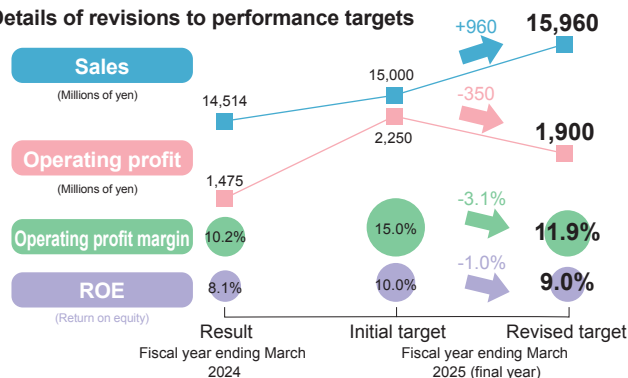 Details of revisions to performance targets
+960
15,960
Sales
(Millions of yen)
14,514
15,000
-350
2,250
1,900
Operating profit
(Millions of yen)
1,475
Operating profit margin
10.2%
15.0%
-3.1%
11.9%
ROE
(Return on equity)
8.1%
10.0%
-1.0%
9.0%
Result
Initial target
Revised target
Fiscal year ending March
2024
Fiscal year ending March
2025 (final year)